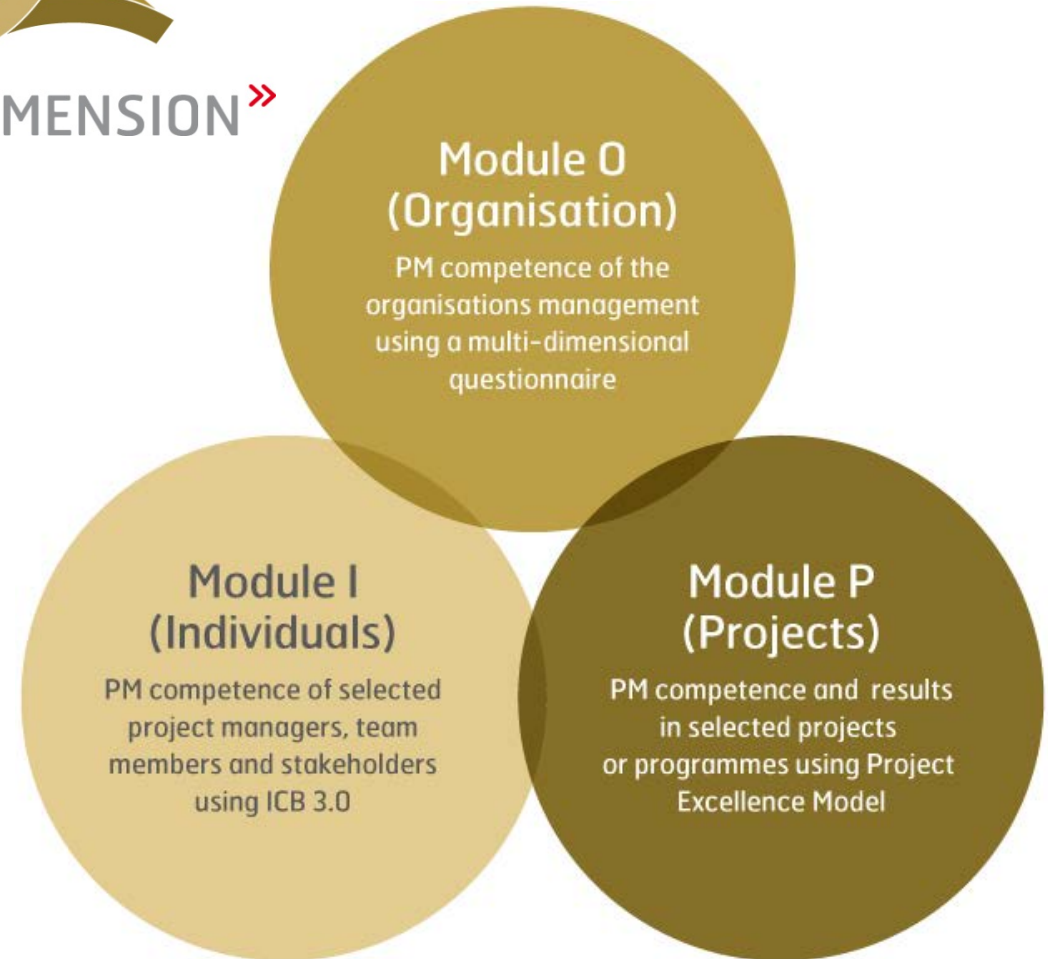 MENSION»
Module O
(Organisation)
PM competence of the
organisations management
using a multi-dimensional
questionnaire
Module I
(Individuals)
PM competence of selected
project managers, team
members and stakeholders
using ICB 3.0
Module P
(Projects)
PM competence and results
in selected projects
or programmes using Project
Excellence Model